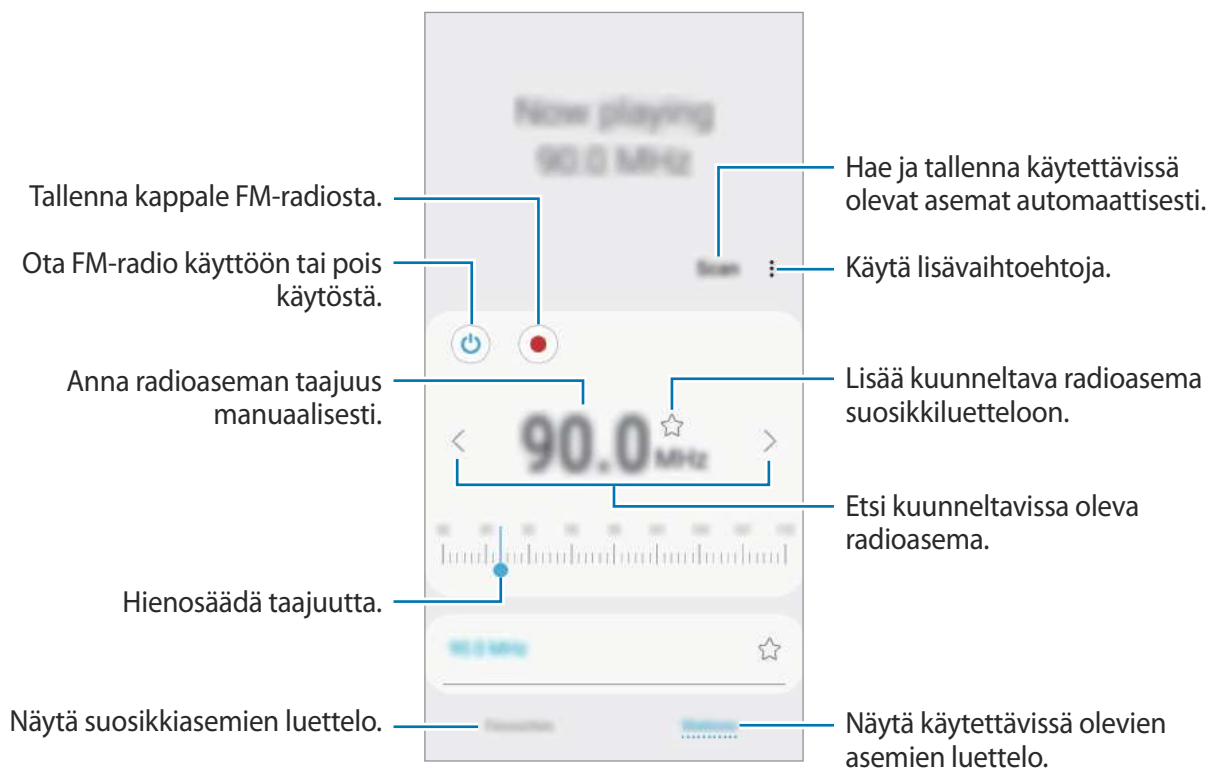 Now playing
90.0 MHz
Tallenna kappale FM-radiosta.
Hae ja tallenna käytettävissä
olevat asemat automaattisesti.
Ota FM-radio käyttöön tai pois
käytöstä.
Scan
Käytä lisävaihtoehtoja.
Anna radioaseman taajuus
manuaalisesti.
Lisää kuunneltava radioasema
suosikkiluetteloon.
90.0 MHz
Etsi kuunneltavissa oleva
radioasema.
Hienosäädä taajuutta.
90.0 MHz
Näytä suosikkiasemien luettelo.
Stations
Näytä käytettävissä olevien
asemien luettelo.